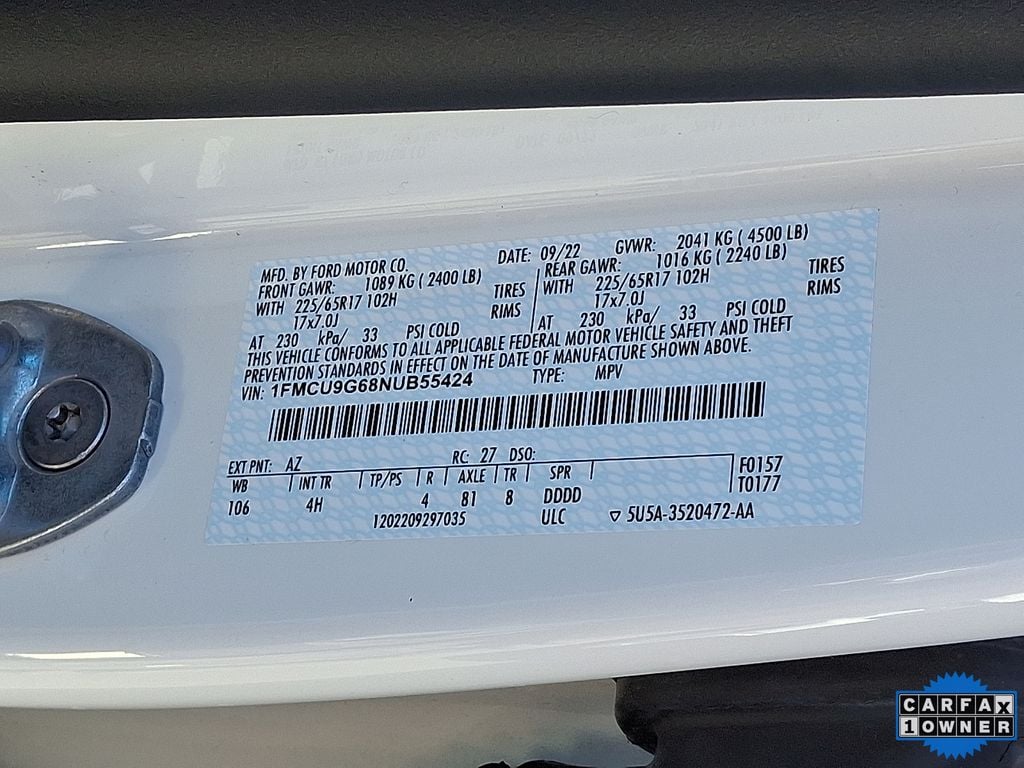 MFD. BY FORD MOTOR CO. DATE: 09/22 GVWR: 2041 KG ( 4500 LB)
FRONT GAWR: 1089 KG ( 2400 LB) REAR GAWR: 1016 KG ( 2240 LB)
WITH 225/65R17 102H TIRES WITH 225/65R17 102H TIRES
17x7.0J RIMS 17x7.0J RIMS
AT 230 kPa/ 33 PSI COLD AT 230 kPa/ 33 PSI COLD
THIS VEHICLE CONFORMS TO ALL APPLICABLE FEDERAL MOTOR VEHICLE SAFETY AND THEFT
PREVENTION STANDARDS IN EFFECT ON THE DATE OF MANUFACTURE SHOWN ABOVE.
VIN: 1FMCU9G68NUB55424 TYPE: MPV
EXT PNT: AZ RC: 27 DSO:
WB INT TR TP/PS R AXLE TR SPR F0157
106 4H 4 81 8 DDDD T0177
1202209297035 ULC ▽ 5U5A-3520472-AA
CARFAX
1 OWNER